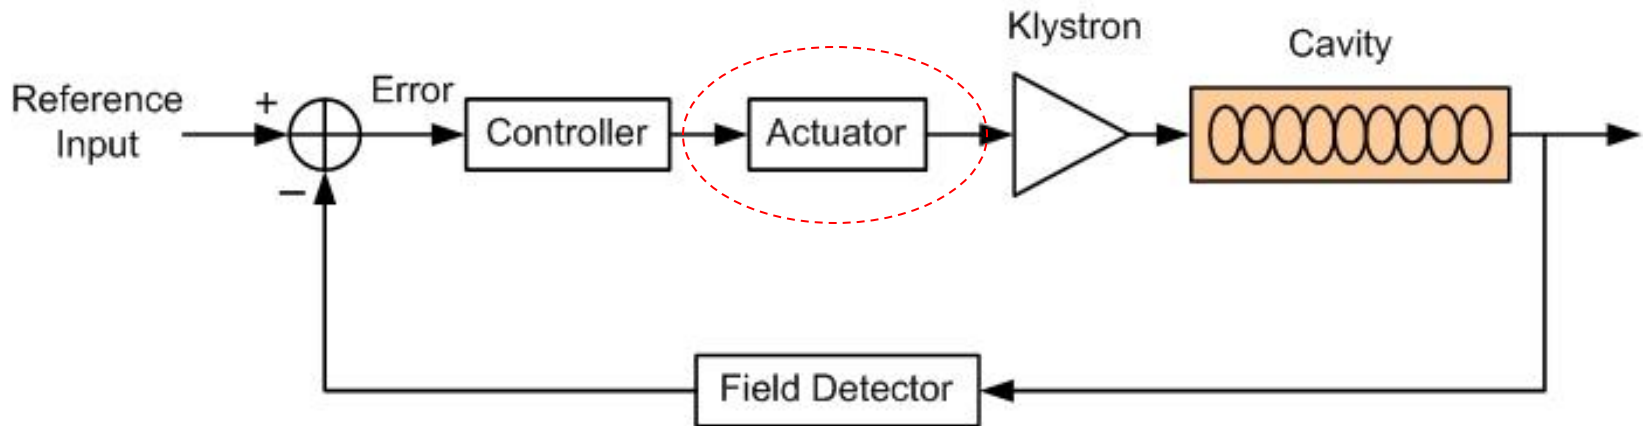 Klystron
Cavity
Reference
Input
+
Error
Controller
Actuator
−
Field Detector